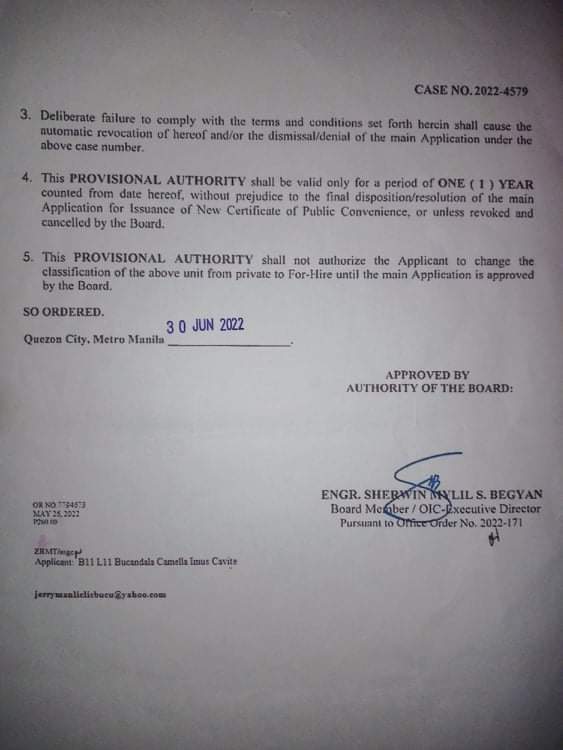 CASE NO. 2022-4579
3. Deliberate failure to comply with the terms and conditions set forth herein shall cause the
automatic revocation of hereof and/or the dismissal/denial of the main Application under the
above case number.
4. This PROVISIONAL AUTHORITY shall be valid only for a period of ONE ( 1 ) YEAR
counted from date hereof, without prejudice to the final disposition/resolution of the main
Application for Issuance of New Certificate of Public Convenience, or unless revoked and
cancelled by the Board.
5. This PROVISIONAL AUTHORITY shall not authorize the Applicant to change the
classification of the above unit from private to For-Hire until the main Application is approved
by the Board.
SO ORDERED.
30 JUN 2022
Quezon City, Metro Manila
APPROVED BY
AUTHORITY OF THE BOARD:
ENGR. SHERWIN MYLIL S. BEGYAN
Board Member / OIC-Executive Director
Pursuant to Office Order No. 2022-171
OR NO.
MAY 25, 2022
Applicant: B11 L11 Bucandala Camella Imus Cavite